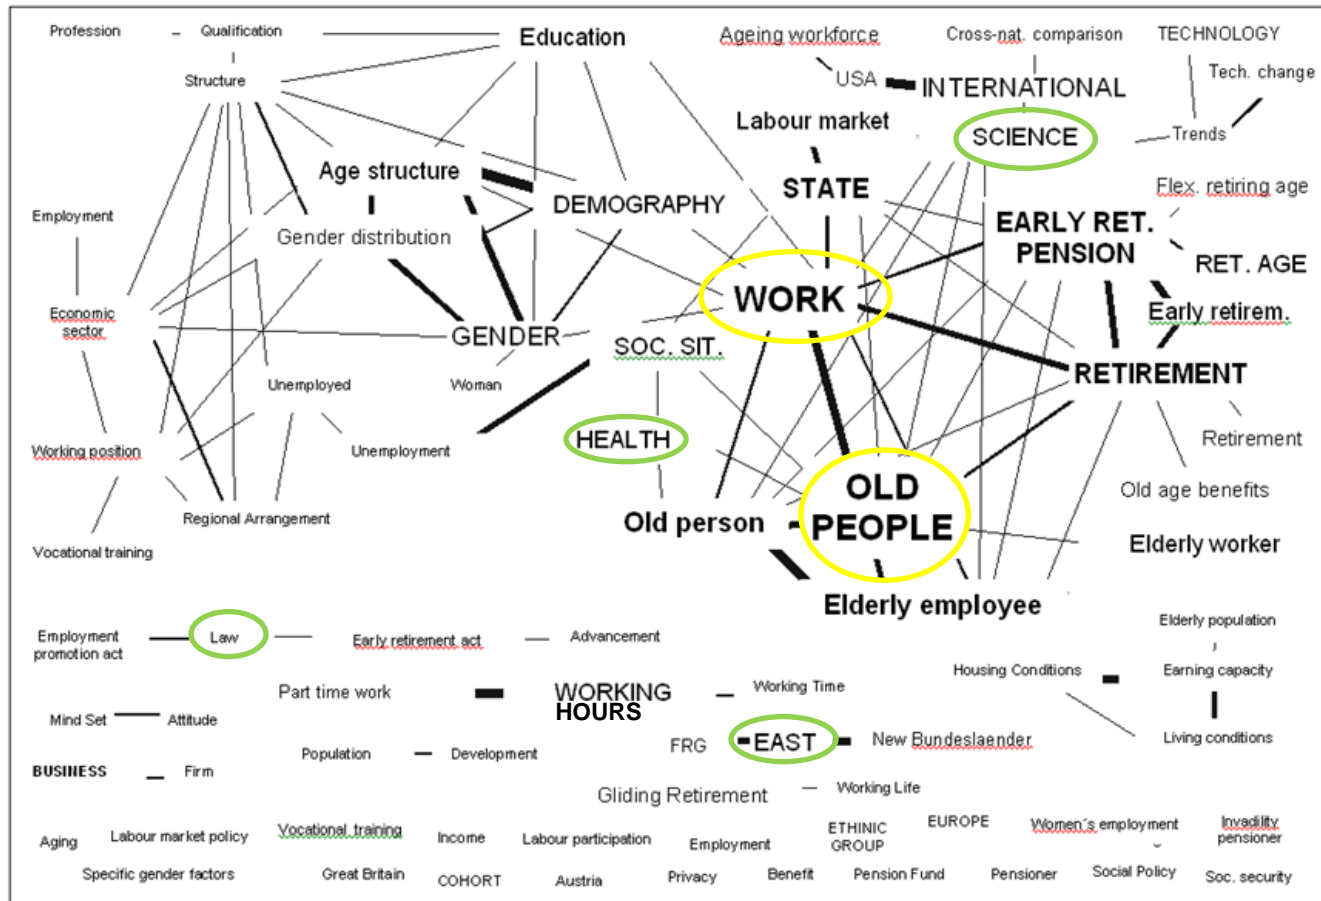 Profession
Qualification
Education
Ageing workforce
Cross-nat. comparison
TECHNOLOGY
Structure
USA
INTERNATIONAL
Tech. change
Labour market
SCIENCE
Trends
Age structure
STATE
Flex. retiring age
DEMOGRAPHY
Employment
Gender distribution
EARLY RET.
PENSION
RET. AGE
WORK
Economic
sector
Early retirem.
GENDER
SOC. SIT.
RETIREMENT
Unemployed
Woman
HEALTH
Retirement
Working position
Unemployment
OLD
PEOPLE
Old age benefits
Regional Arrangement
Old person
Elderly worker
Vocational training
Elderly employee
Employment
promotion act
Law
Early retirement act
Advancement
Elderly population
Housing Conditions
Earning capacity
Part time work
WORKING
HOURS
Working Time
Mind Set
Attitude
Living conditions
Population
Development
FRG
EAST
New Bundeslaender
BUSINESS
Firm
Gliding Retirement
Working Life
Aging
Labour market policy
Vocational training
Income
Labour participation
Employment
ETHINIC
GROUP
EUROPE
Women´s employment
Invadility
pensioner
Specific gender factors
Great Britain
COHORT
Austria
Privacy
Benefit
Pension Fund
Pensioner
Social Policy
Soc. security